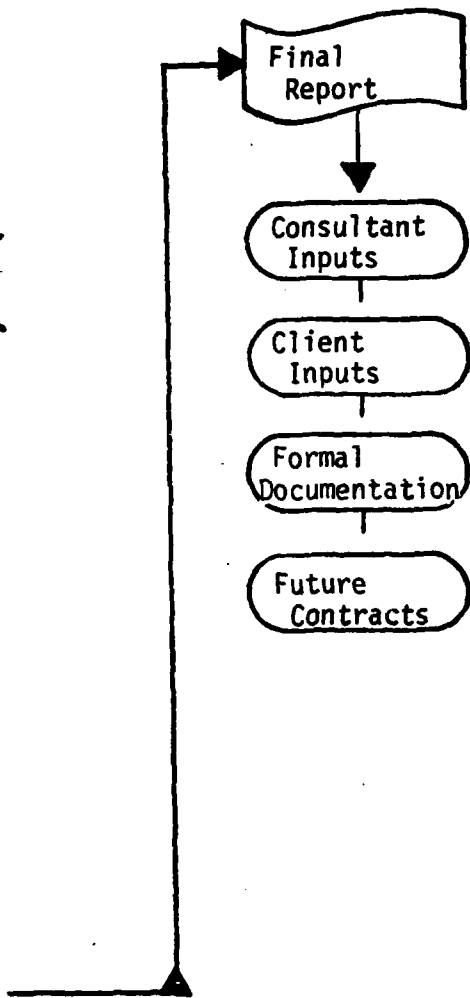 Final
Report
Consultant
Inputs
Client
Inputs
Formal
Documentation
Future
Contracts